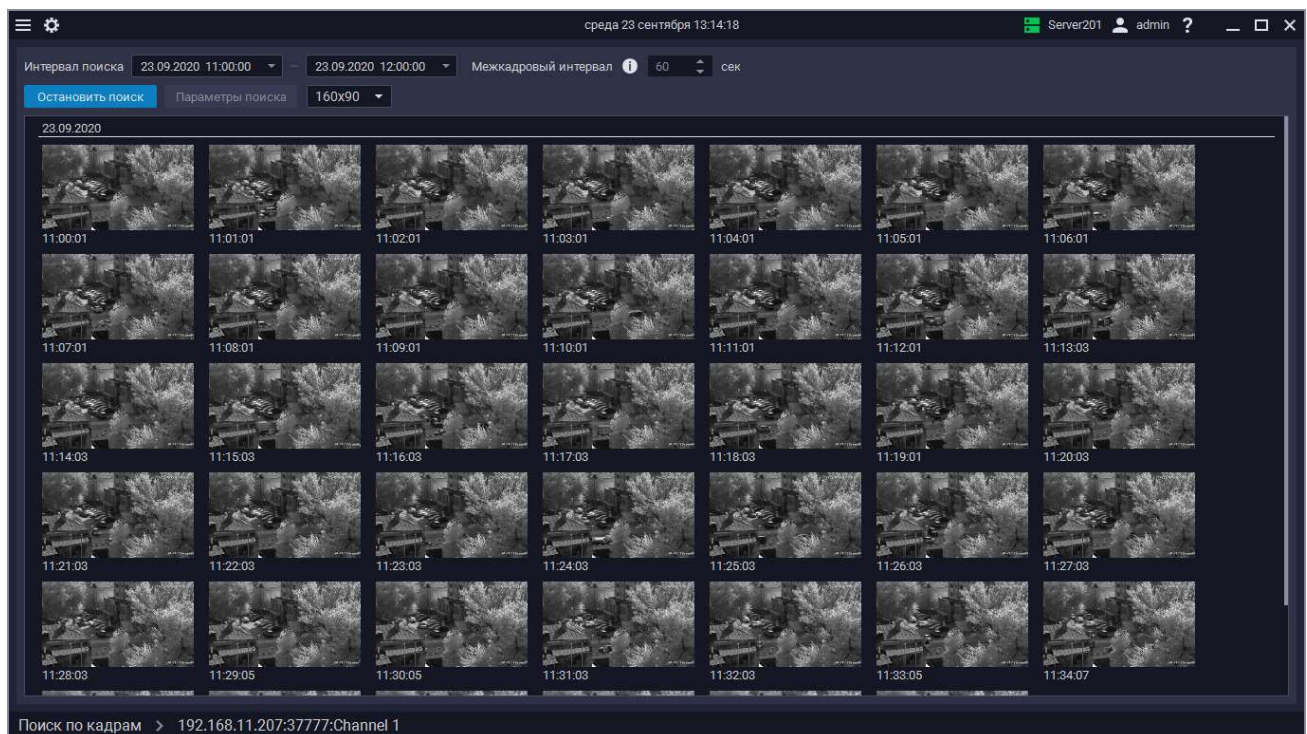 среда 23 сентября 13:14:18
Server201 admin ?
Интервал поиска 23.09.2020 11:00:00 – 23.09.2020 12:00:00 Межкадровый интервал i 60 сек
Остановить поиск Параметры поиска 160x90
23.09.2020
11:00:01 11:01:01 11:02:01 11:03:01 11:04:01 11:05:01 11:06:01
11:07:01 11:08:01 11:09:01 11:10:01 11:11:01 11:12:01 11:13:03
11:14:03 11:15:03 11:16:03 11:17:03 11:18:03 11:19:01 11:20:03
11:21:03 11:22:03 11:23:03 11:24:03 11:25:03 11:26:03 11:27:03
11:28:03 11:29:05 11:30:05 11:31:03 11:32:03 11:33:05 11:34:07
Поиск по кадрам > 192.168.11.207:37777:Channel 1